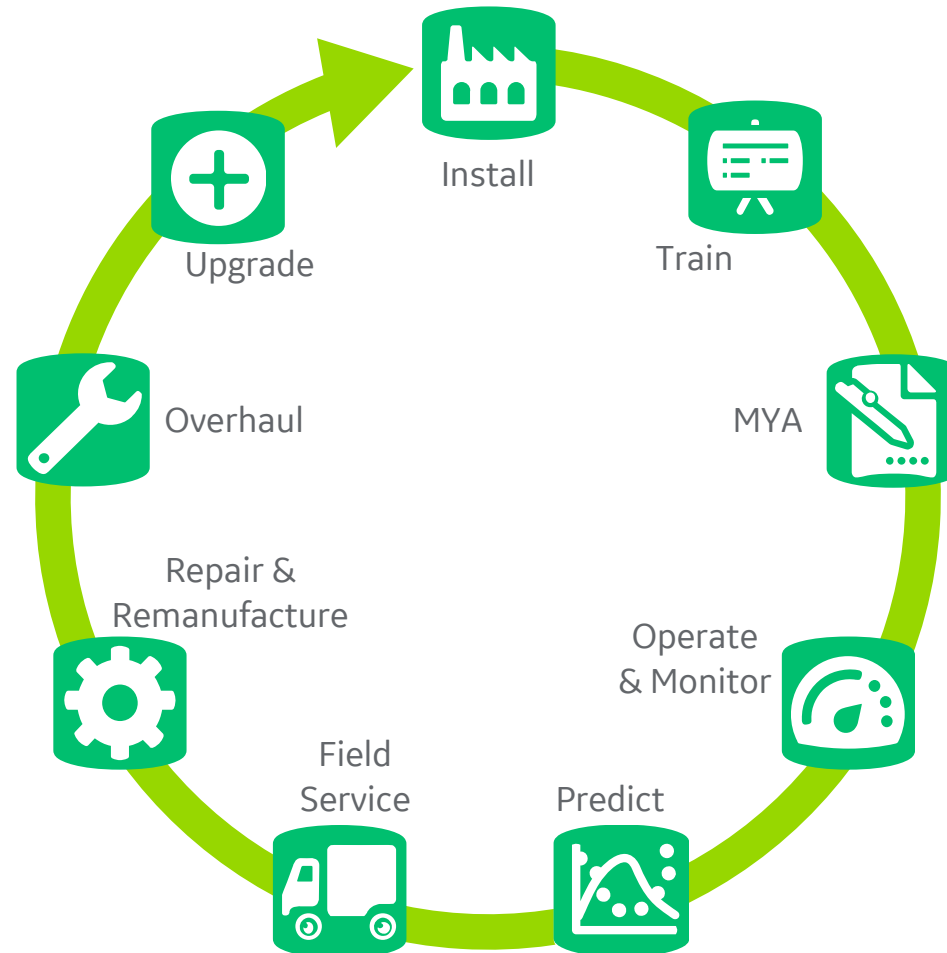 Install
Train
MYA
Operate
& Monitor
Predict
Field
Service
Repair &
Remanufacture
Overhaul
Upgrade